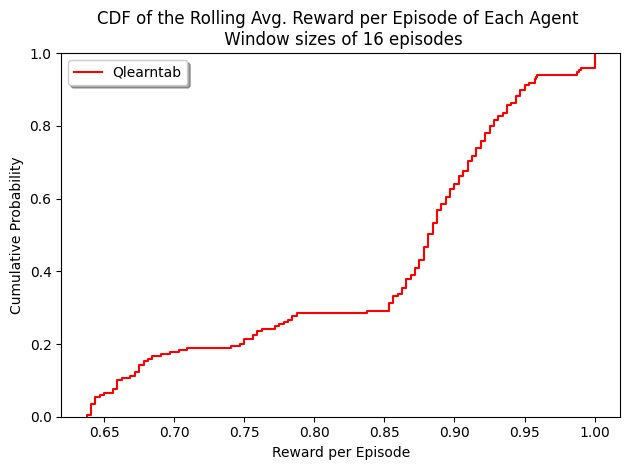 CDF of the Rolling Avg. Reward per Episode of Each Agent
Window sizes of 16 episodes
Qlearntab
1.0
0.8
0.6
0.4
0.2
0.0
Cumulative Probability
0.65 0.70 0.75 0.80 0.85 0.90 0.95 1.00
Reward per Episode